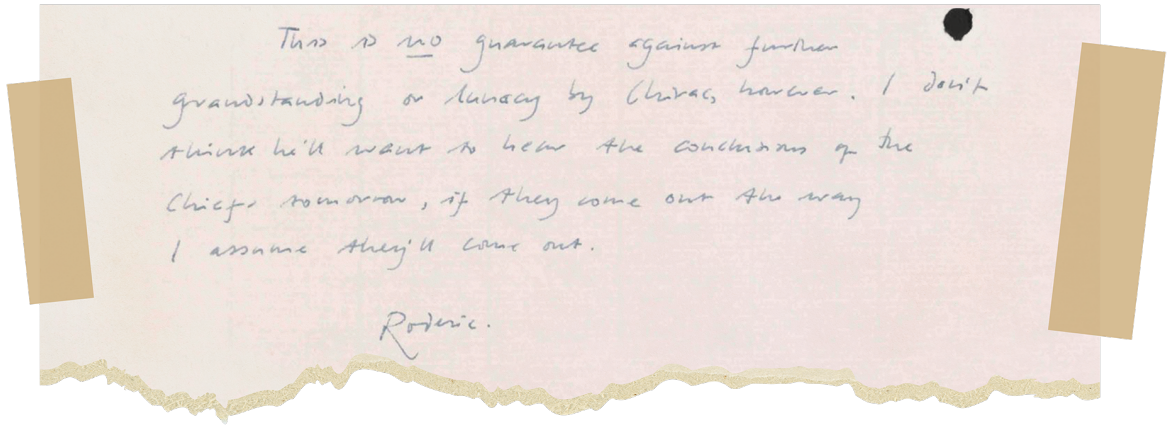 This is no guarantee against further
grandstanding or lunacy by Chirac, however. I don't
think he'll want to hear the conclusions of the
Chiefs tomorrow, if they come out the way
I assume they'll come out.
Roderic.